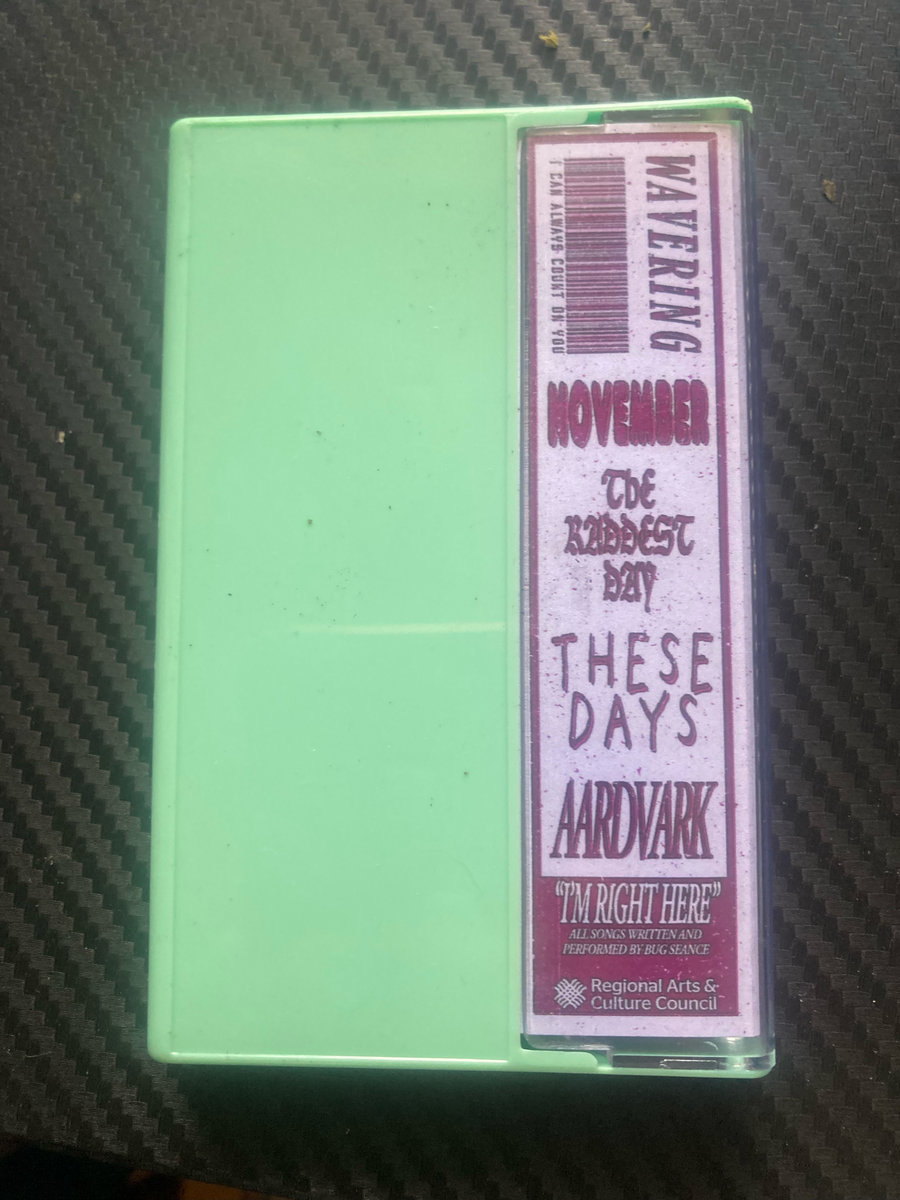 WAVERING
I CAN ALWAYS COUNT ON YOU
NOVEMBER
THE
RADDEST
DAY
THESE
DAYS
AARDVARK
“I’M RIGHT HERE”
ALL SONGS WRITTEN AND
PERFORMED BY BUG SEANCE
Regional Arts &
Culture Council